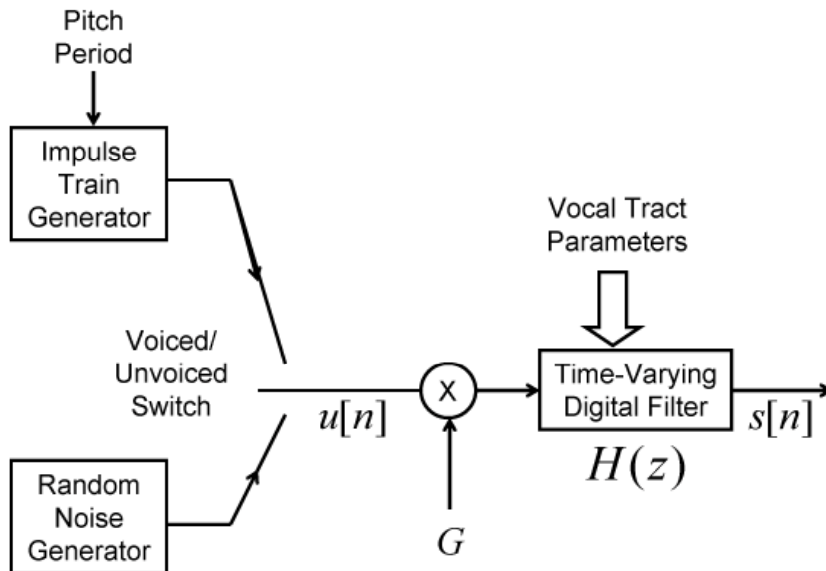 Pitch
Period
Impulse
Train
Generator
Vocal Tract
Parameters
Voiced/
Unvoiced
Switch
u[n]
X
Time-Varying
Digital Filter
s[n]
H(z)
Random
Noise
Generator
G